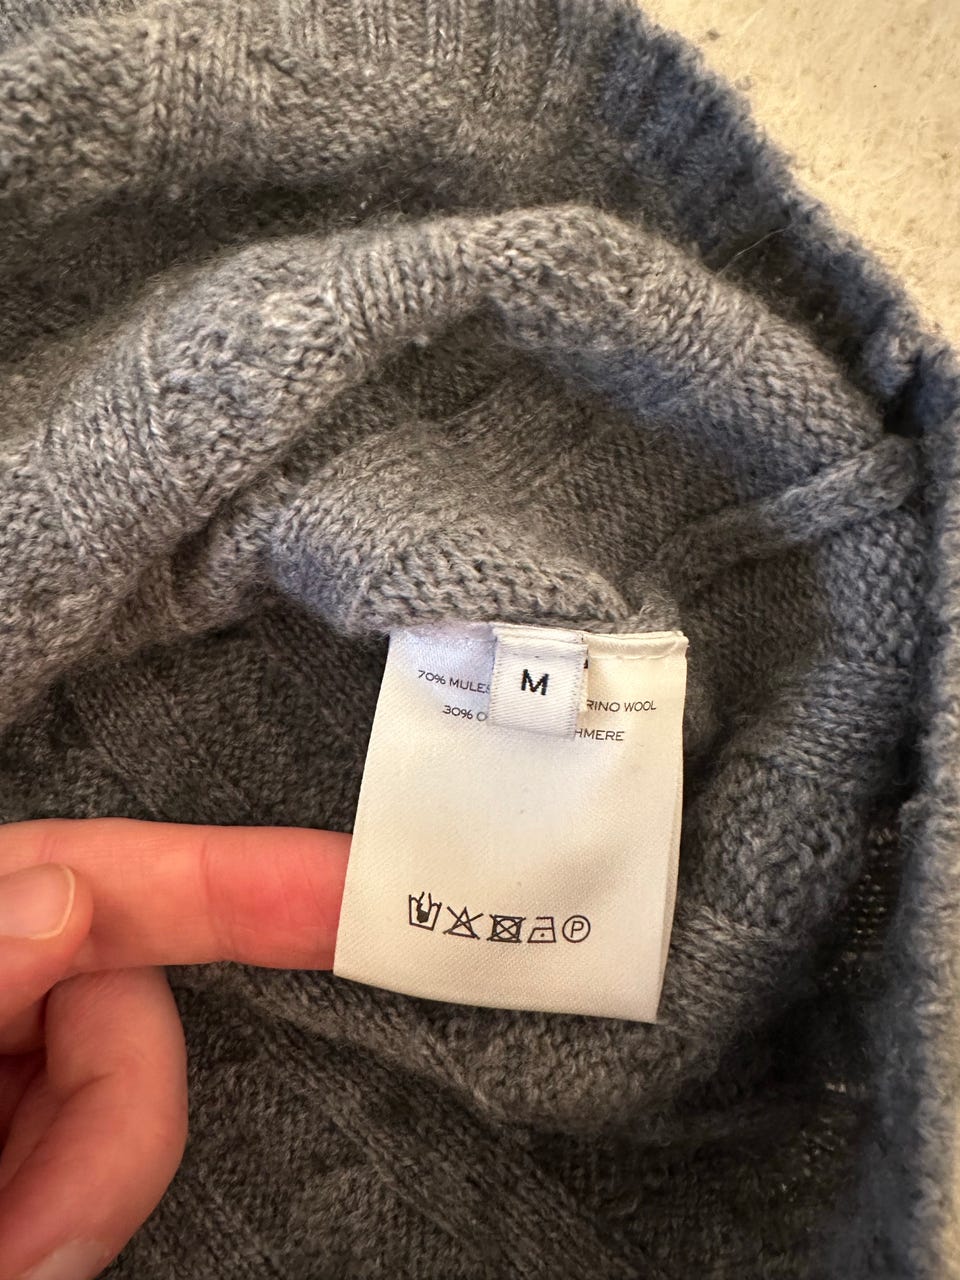 M
70% MULES RINO WOOL
30% O HMERE
P